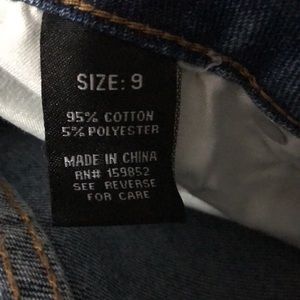 SIZE: 9
95% COTTON
5% POLYESTER
MADE IN CHINA
RN# 159852
SEE REVERSE
FOR CARE